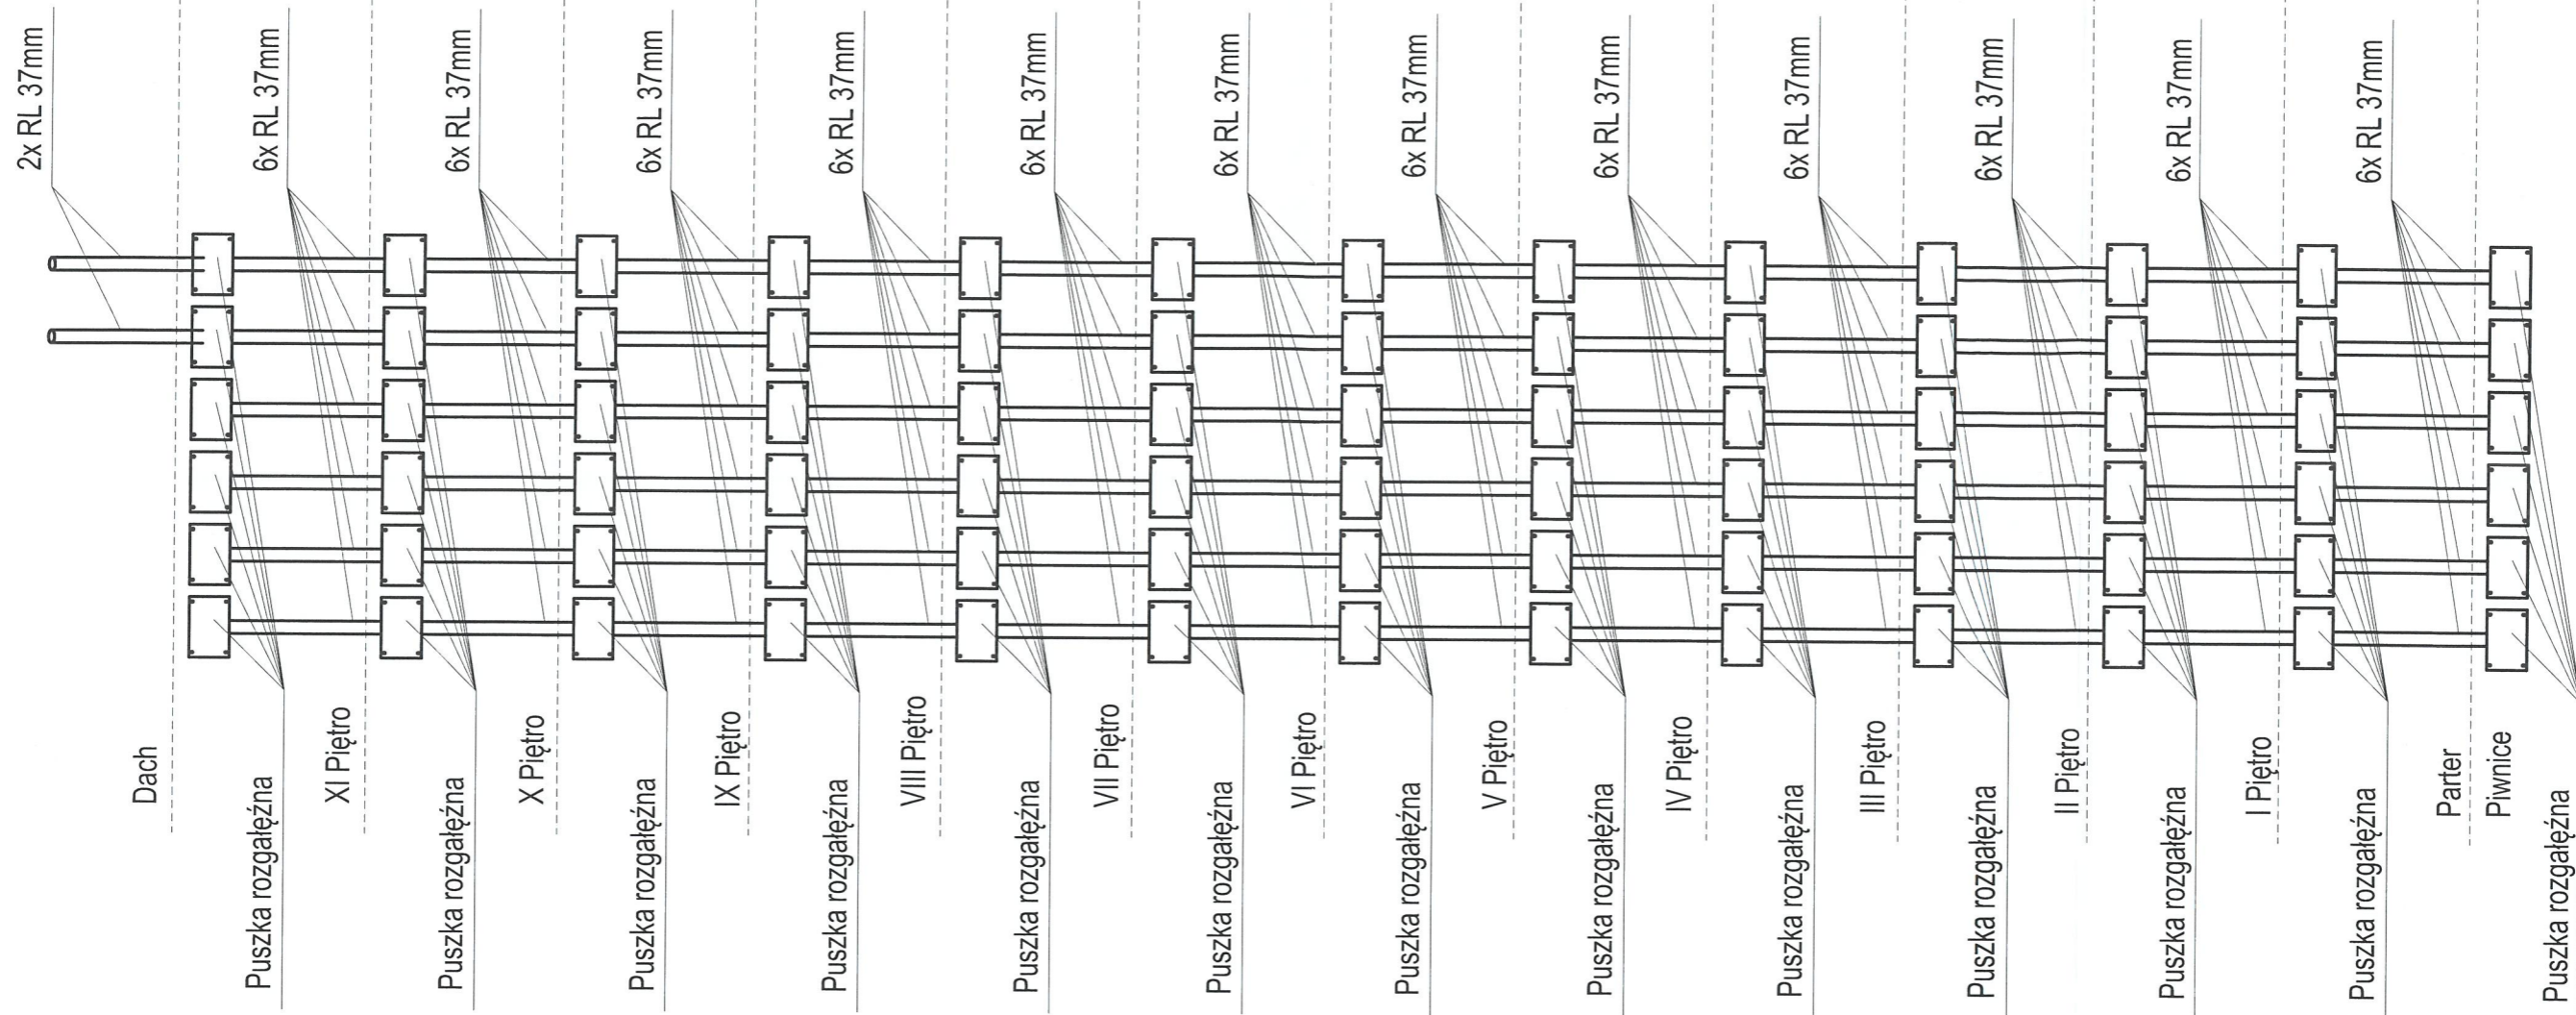 2x RL 37mm
Dach
6x RL 37mm
Puszka rozgałęźna
XI Piętro
6x RL 37mm
Puszka rozgałęźna
X Piętro
6x RL 37mm
Puszka rozgałęźna
IX Piętro
6x RL 37mm
Puszka rozgałęźna
VIII Piętro
6x RL 37mm
Puszka rozgałęźna
VII Piętro
6x RL 37mm
Puszka rozgałęźna
VI Piętro
6x RL 37mm
Puszka rozgałęźna
V Piętro
6x RL 37mm
Puszka rozgałęźna
IV Piętro
6x RL 37mm
Puszka rozgałęźna
III Piętro
6x RL 37mm
Puszka rozgałęźna
II Piętro
6x RL 37mm
Puszka rozgałęźna
I Piętro
6x RL 37mm
Puszka rozgałęźna
Parter
Piwnice
Puszka rozgałęźna